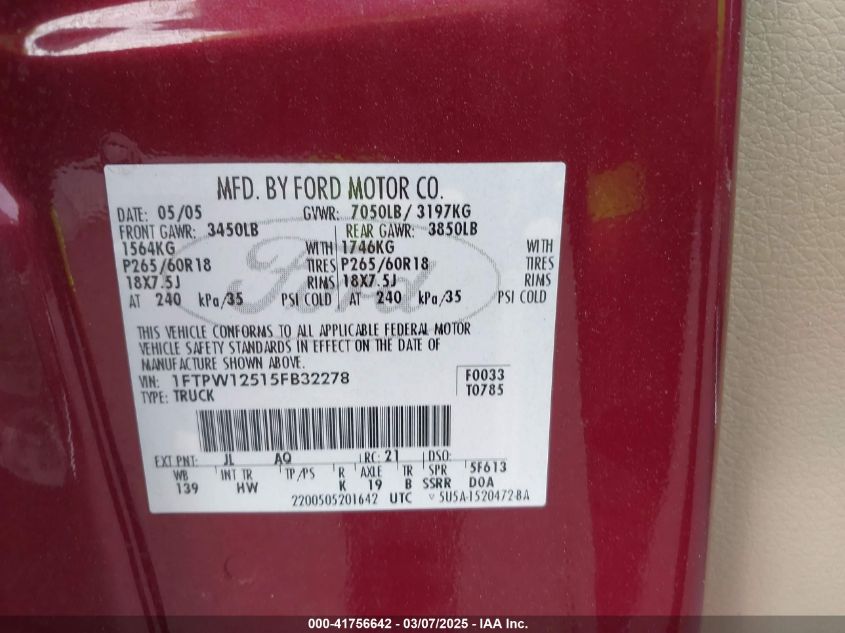 MFD. BY FORD MOTOR CO.
DATE: 05/05 GVWR: 7050LB/ 3197KG
FRONT GAWR: 3450LB REAR GAWR: 3850LB
1564KG WITH 1746KG WITH
P265/60R18 TIRES P265/60R18 TIRES
18X7.5J RIMS 18X7.5J RIMS
AT 240 kPa/35 PSI COLD AT 240 kPa/35 PSI COLD
Ford
THIS VEHICLE CONFORMS TO ALL APPLICABLE FEDERAL MOTOR
VEHICLE SAFETY STANDARDS IN EFFECT ON THE DATE OF
MANUFACTURE SHOWN ABOVE.
VIN: 1FTPW12515FB32278 F0033
TYPE: TRUCK T0785
EXT PNT: JL AQ RC: 21 DSO:
WB INT TR TP/PS R AXLE TR SPR 5F613
139 HW K 19 B SSRR DOA
2200505201642 UTC 5U5A-1520472-BA
000-41756642 - 03/07/2025 - IAA Inc.